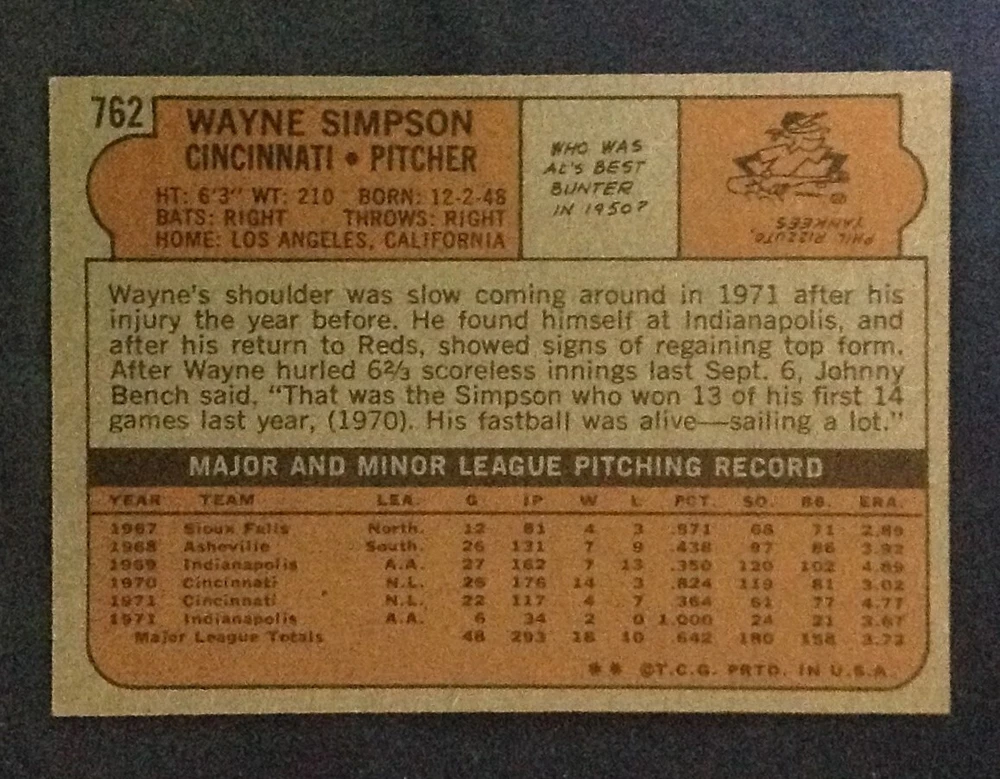 762
WAYNE SIMPSON
CINCINNATI • PITCHER
HT: 6'3" WT: 210 BORN: 12-2-48
BATS: RIGHT THROWS: RIGHT
HOME: LOS ANGELES, CALIFORNIA
WHO WAS
AL'S BEST
BUNTER
IN 1950?
PHIL RIZZUTO,
YANKEES
Wayne's shoulder was slow coming around in 1971 after his
injury the year before. He found himself at Indianapolis, and
after his return to Reds, showed signs of regaining top form.
After Wayne hurled 6⅔ scoreless innings last Sept. 6, Johnny
Bench said, "That was the Simpson who won 13 of his first 14
games last year, (1970). His fastball was alive—sailing a lot."
MAJOR AND MINOR LEAGUE PITCHING RECORD
YEAR TEAM LEA. G IP W L PCT. SO. BB. ERA.
1967 Sioux Falls North. 12 81 4 3 .571 68 71 2.89
1968 Asheville South. 26 131 7 9 .438 97 86 3.92
1969 Indianapolis A.A. 27 162 7 13 .350 120 102 4.89
1970 Cincinnati N.L. 26 176 14 3 .824 119 81 3.02
1971 Cincinnati N.L. 22 117 4 7 .364 61 77 4.77
1971 Indianapolis A.A. 6 34 2 0 1.000 24 21 3.67
Major League Totals 48 293 18 10 .642 180 158 3.72
* * ©T.C.G. PRTD. IN U.S.A.